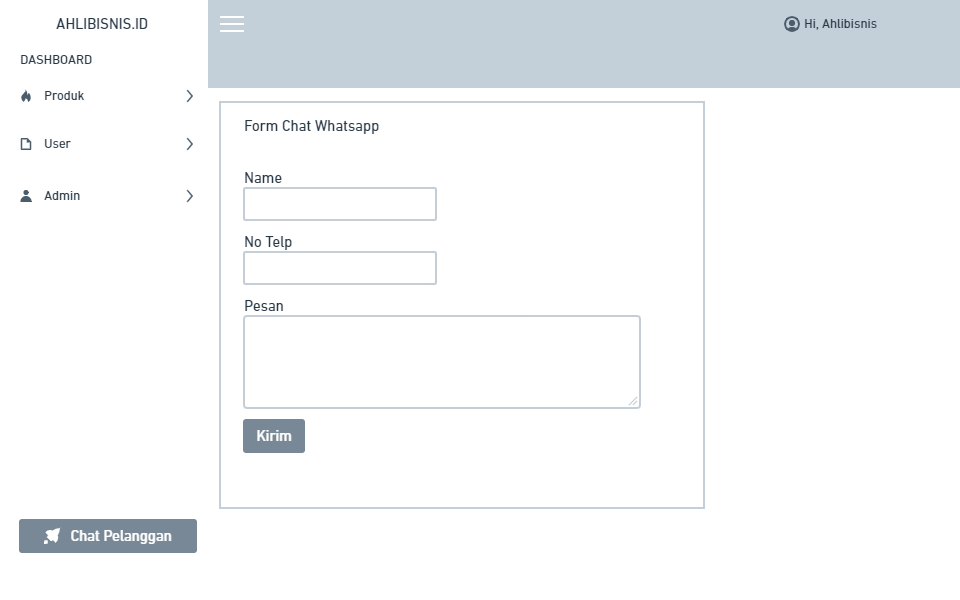 AHLIBISNIS.ID
Hi, Ahlibisnis
DASHBOARD
Produk
User
Admin
Chat Pelanggan
Form Chat Whatsapp
Name
No Telp
Pesan
Kirim